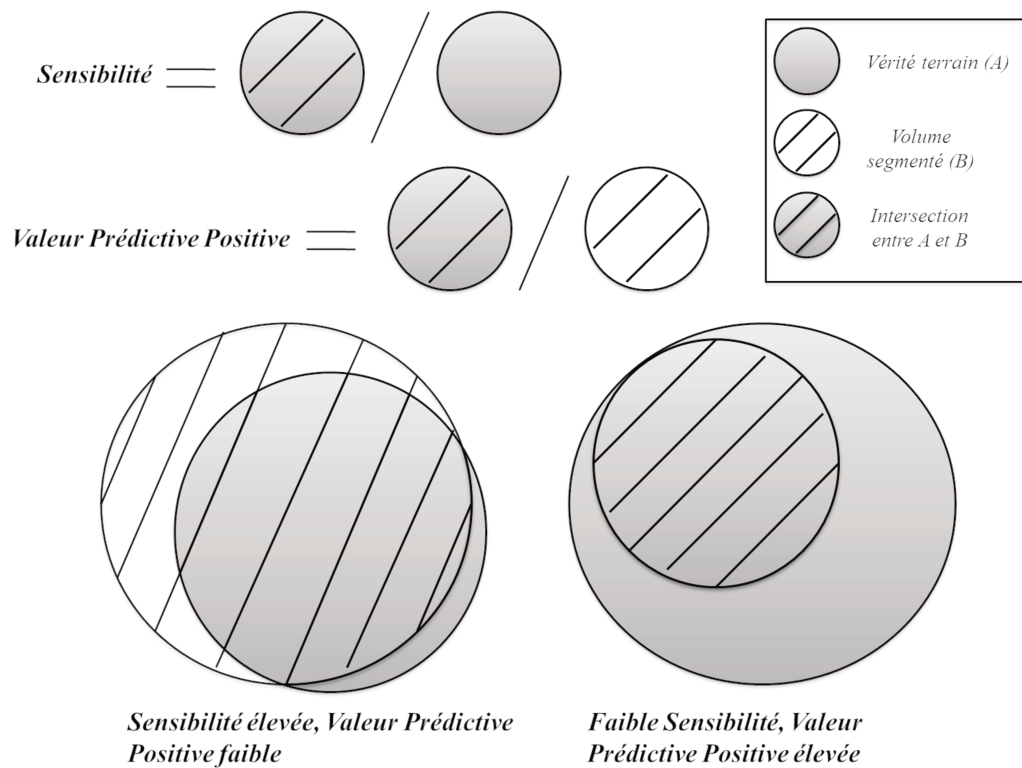 Sensibilité
Vérité terrain (A)
Volume
segmenté (B)
Intersection
entre A et B
Valeur Prédictive Positive
Sensibilité élevée, Valeur Prédictive
Positive faible
Faible Sensibilité, Valeur
Prédictive Positive élevée